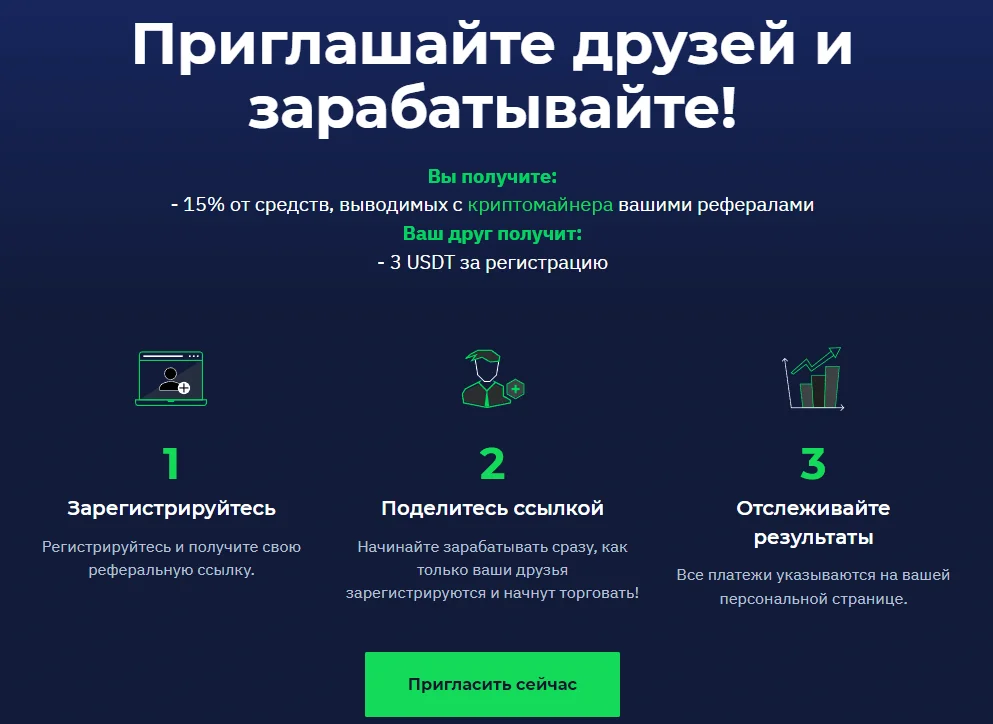 Приглашайте друзей и
зарабатывайте!
Вы получите:
- 15% от средств, выводимых с криптомайнера вашими рефералами
Ваш друг получит:
- 3 USDT за регистрацию
1
Зарегистрируйтесь
Регистрируйтесь и получите свою
реферальную ссылку.
2
Поделитесь ссылкой
Начинайте зарабатывать сразу, как
только ваши друзья
зарегистрируются и начнут торговать!
3
Отслеживайте
результаты
Все платежи указываются на вашей
персональной странице.
Пригласить сейчас